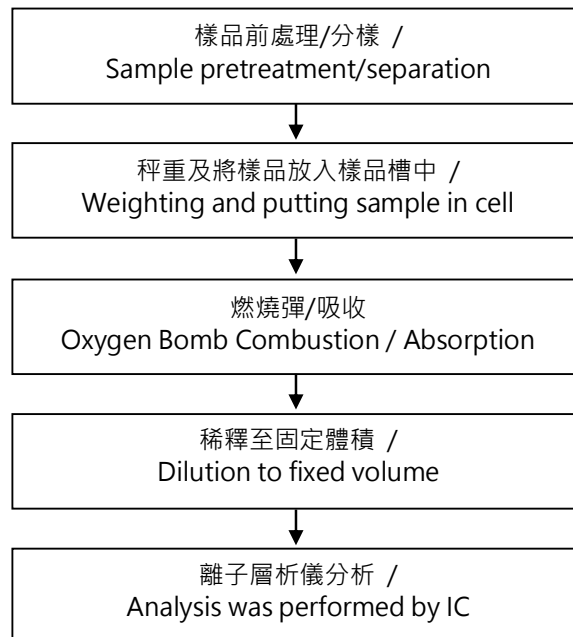 樣品前處理/分樣 /
Sample pretreatment/separation
秤重及將樣品放入樣品槽中 /
Weighting and putting sample in cell
燃燒彈/吸收
Oxygen Bomb Combustion / Absorption
稀釋至固定體積 /
Dilution to fixed volume
離子層析儀分析 /
Analysis was performed by IC